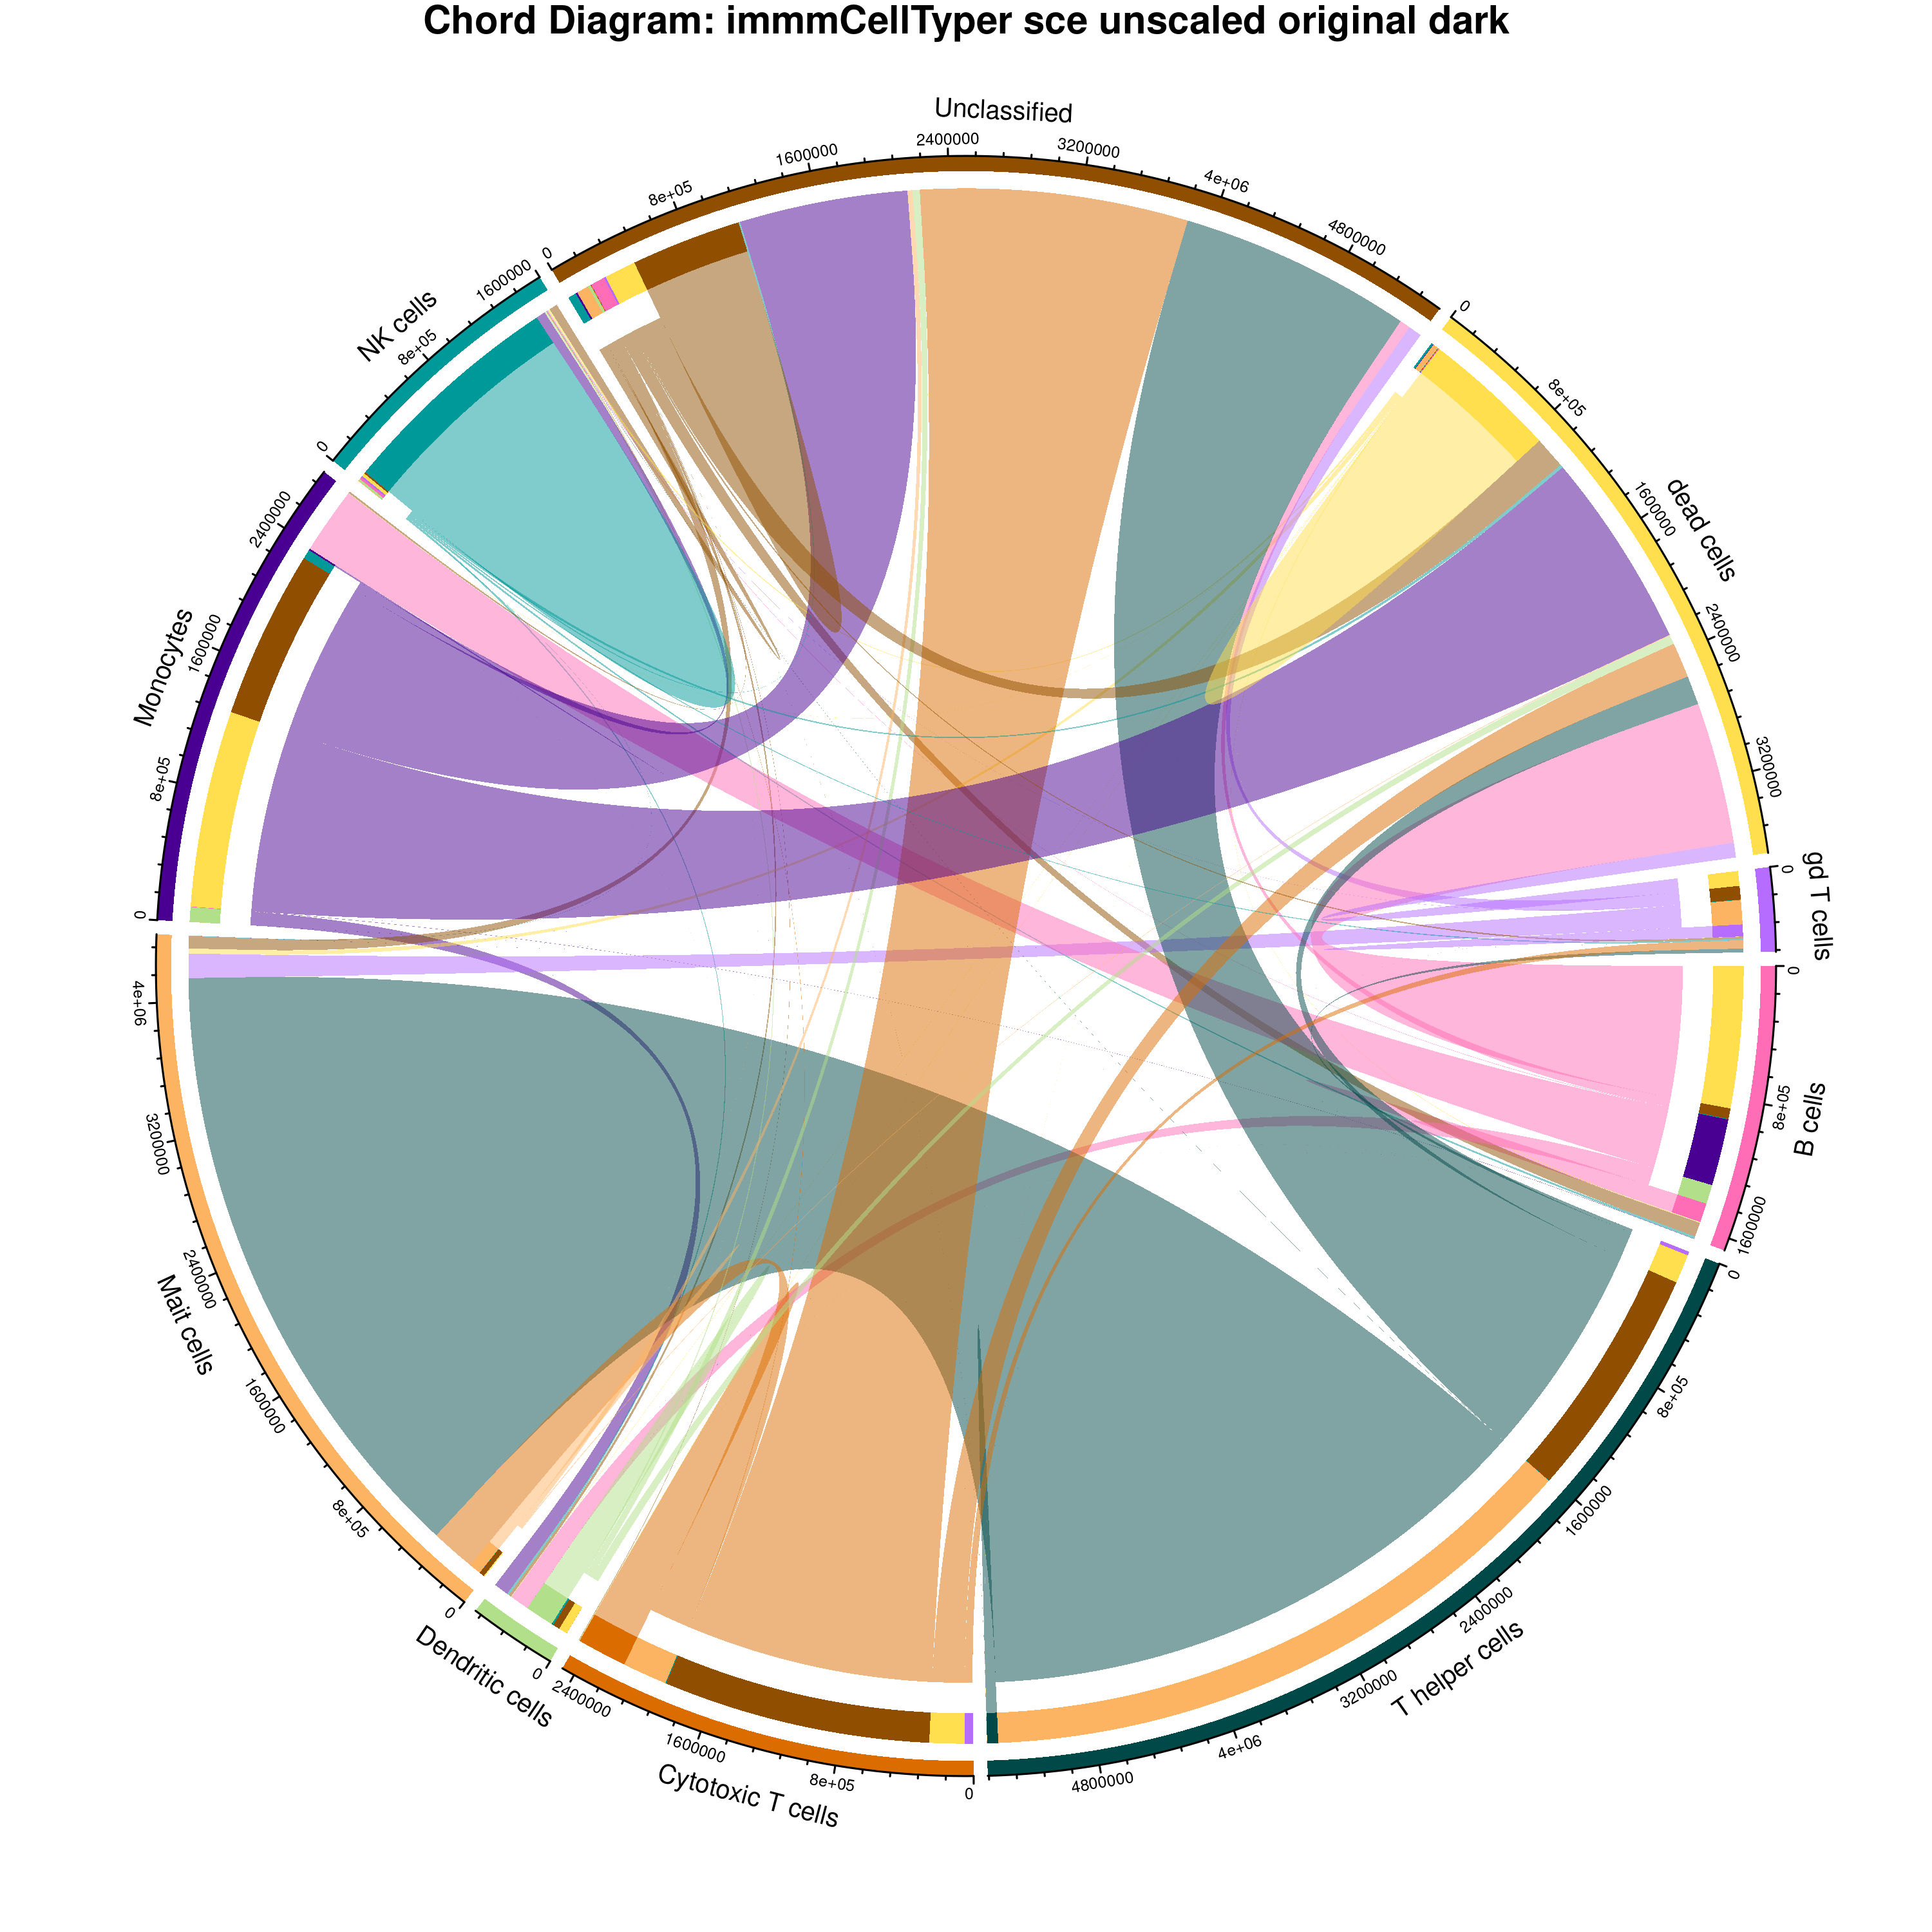 Chord Diagram: immmCellTyper sce unscaled original dark
Unclassified
0
8e+05
1600000
2400000
3200000
4e+06
4800000
dead cells
0
8e+05
1600000
2400000
3200000
gd T cells
0
B cells
0
8e+05
1600000
T helper cells
0
8e+05
1600000
2400000
3200000
4e+06
4800000
Cytotoxic T cells
0
8e+05
1600000
2400000
Dendritic cells
0
Mait cells
0
8e+05
1600000
2400000
3200000
4e+06
Monocytes
0
8e+05
1600000
2400000
NK cells
0
8e+05
1600000